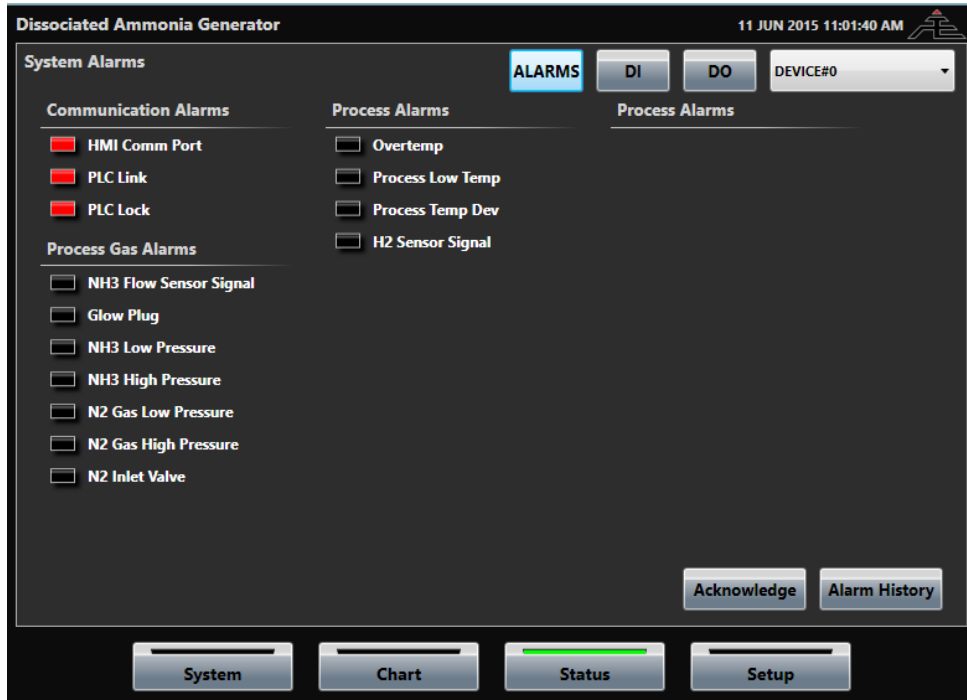 Dissociated Ammonia Generator
11 JUN 2015 11:01:40 AM
System Alarms
ALARMS
DI
DO
DEVICE#0
Communication Alarms
HMI Comm Port
PLC Link
PLC Lock
Process Gas Alarms
NH3 Flow Sensor Signal
Glow Plug
NH3 Low Pressure
NH3 High Pressure
N2 Gas Low Pressure
N2 Gas High Pressure
N2 Inlet Valve
Process Alarms
Overtemp
Process Low Temp
Process Temp Dev
H2 Sensor Signal
Process Alarms
Acknowledge
Alarm History
System
Chart
Status
Setup